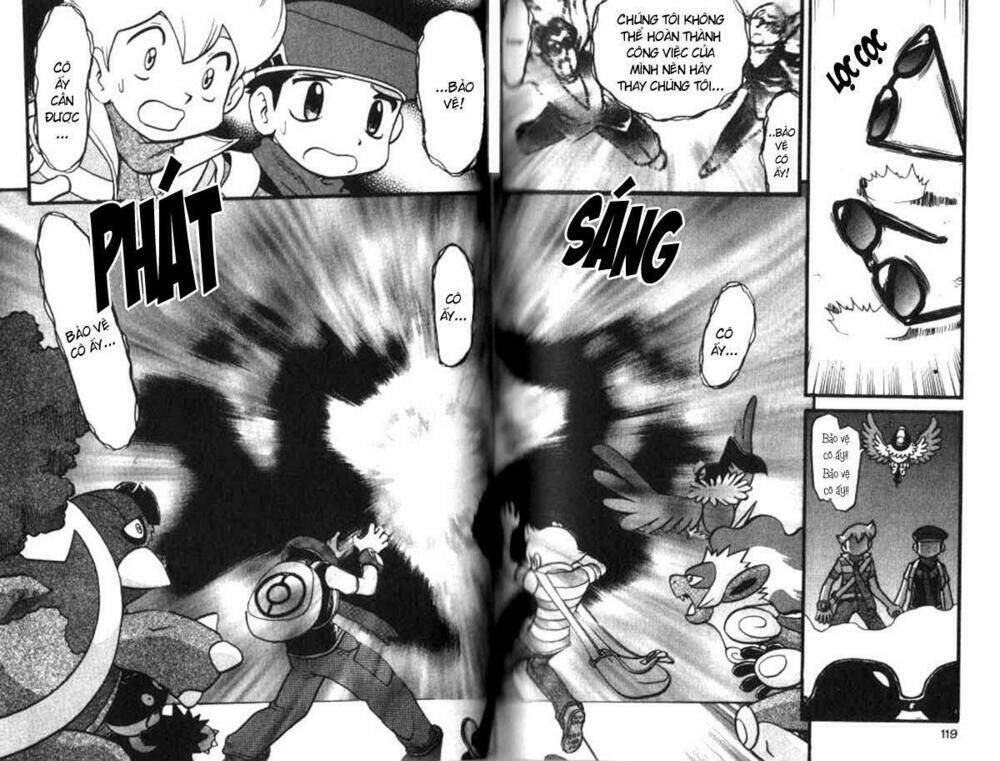 CHÚNG TÔI KHÔNG
THỂ HOÀN THÀNH
CÔNG VIỆC CỦA
MÌNH NÊN HÃY
THAY CHÚNG TÔI...
..BẢO
VỆ
CÔ ẤY!
...BẢO
VỆ!
CÔ
ẤY
CẦN
ĐƯỢC
...
PHÁT
SÁNG
CÔ
ẤY...
CÔ
ẤY...
BẢO VỆ
CÔ ẤY...
LỌC CỌC
Bảo vệ
cô ấy!!
Bảo vệ
cô ấy!!
119